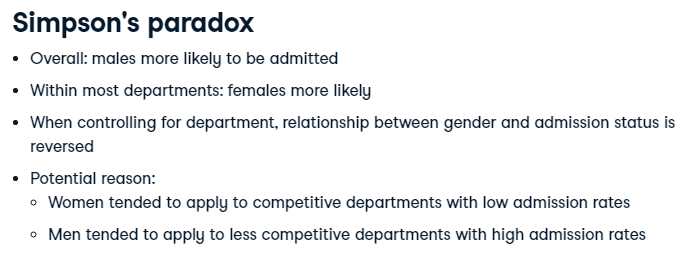 Simpson's paradox
• Overall: males more likely to be admitted
• Within most departments: females more likely
• When controlling for department, relationship between gender and admission status is
reversed
• Potential reason:
◦ Women tended to apply to competitive departments with low admission rates
◦ Men tended to apply to less competitive departments with high admission rates